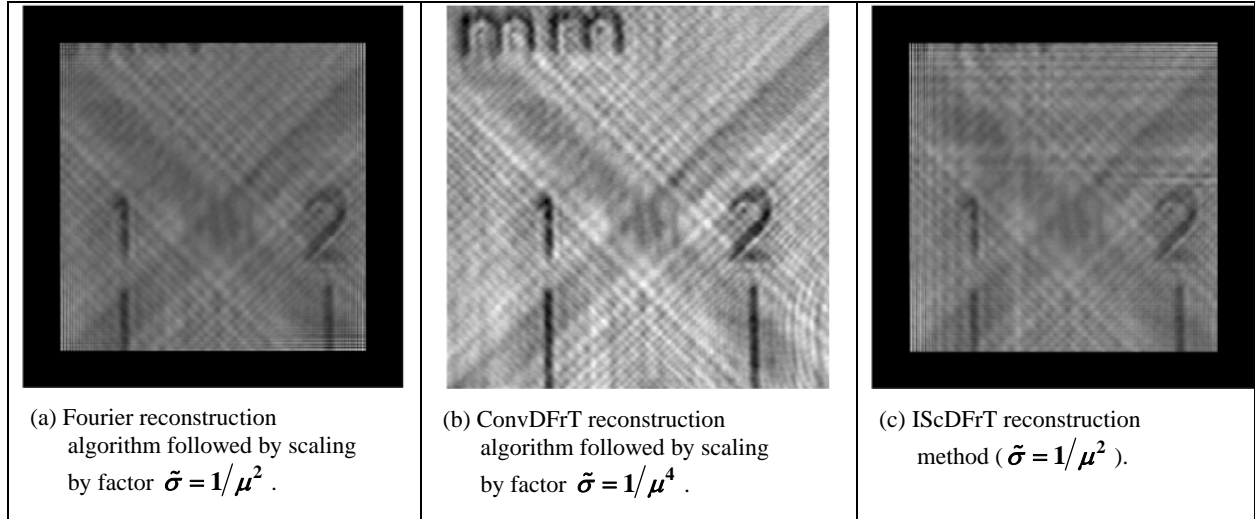 mm
1 2
1 2
1 2
(a) Fourier reconstruction
algorithm followed by scaling
by factor σ̃ = 1/μ² .
(b) ConvDFrT reconstruction
algorithm followed by scaling
by factor σ̃ = 1/μ⁴ .
(c) IScDFrT reconstruction
method ( σ̃ = 1/μ² ).